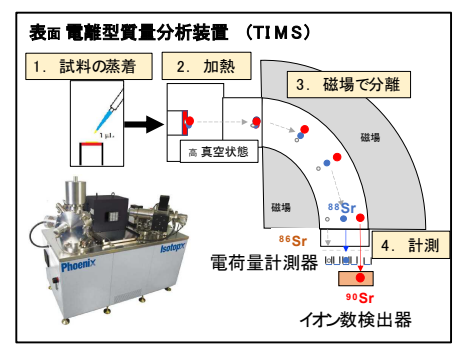 表面電離型質量分析装置 （TIMS）
1. 試料の蒸着
2. 加熱
3. 磁場で分離
1 μL
磁場
高真空状態
磁場
88Sr
86Sr
4. 計測
電荷量計測器
90Sr
イオン数検出器
Phoenix
Isotopx